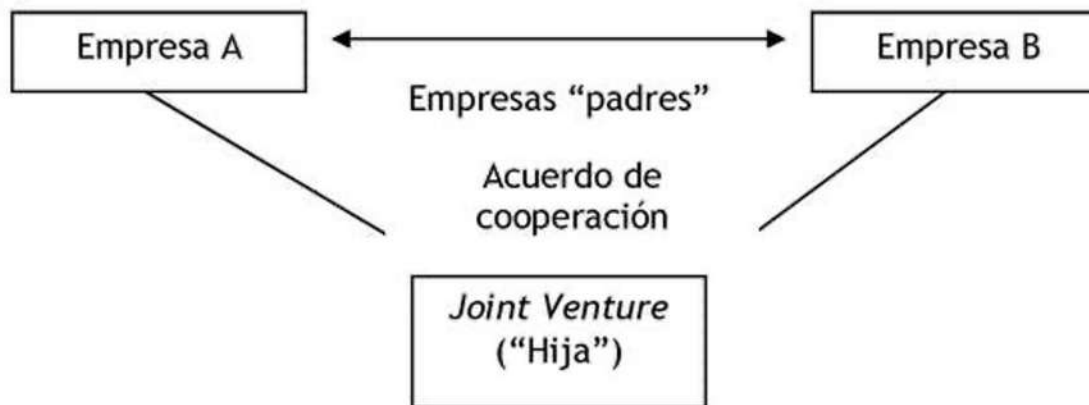 Empresa A
Empresa B
Empresas “padres”
Acuerdo de
cooperación
Joint Venture
(“Hija”)